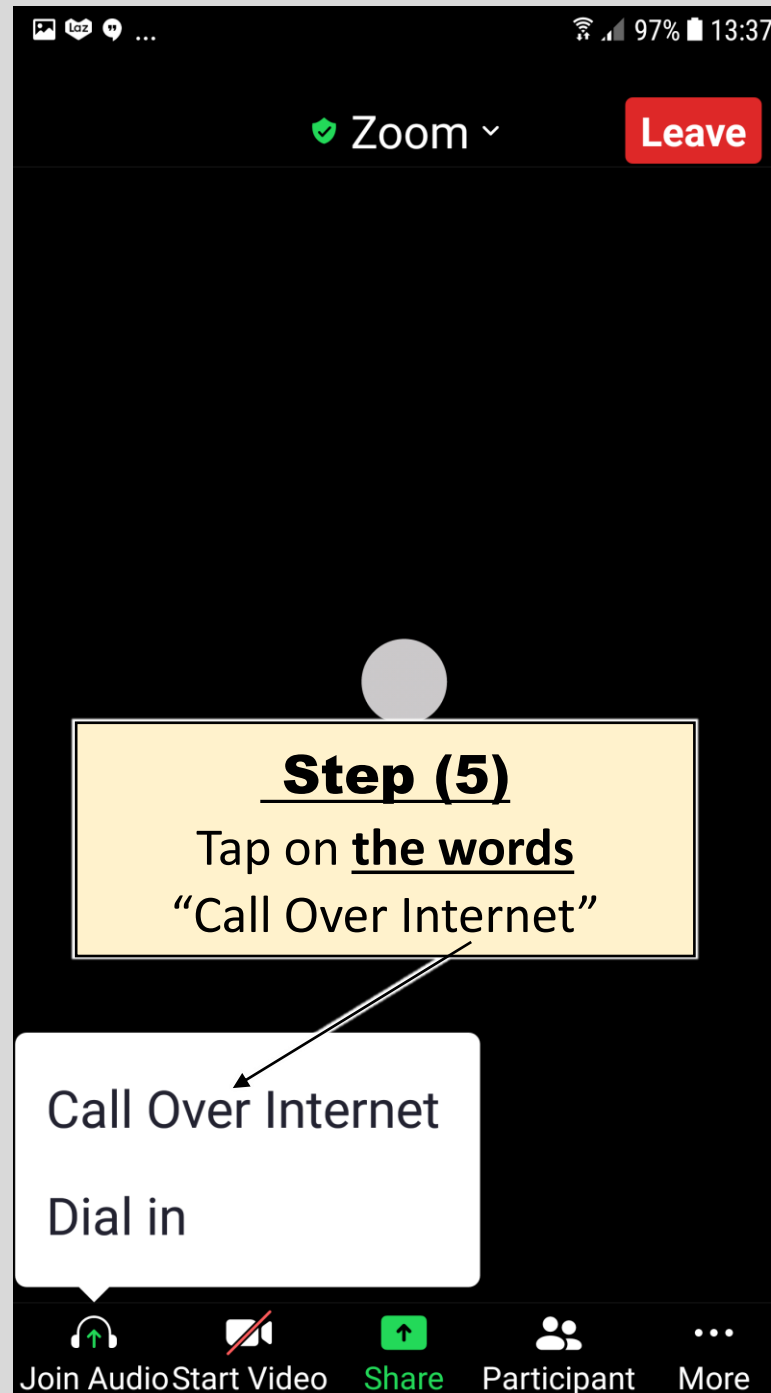 Laz ... 97% 13:37
Zoom Leave
Step (5)
Tap on the words
“Call Over Internet”
Call Over Internet
Dial in
Join Audio Start Video Share Participant More